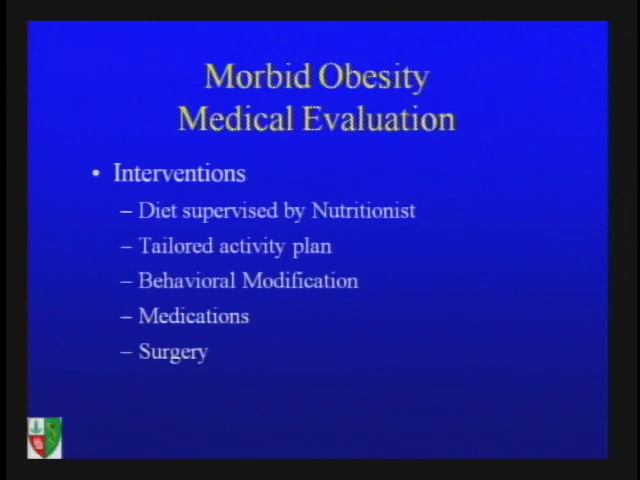 Morbid Obesity
Medical Evaluation
• Interventions
– Diet supervised by Nutritionist
– Tailored activity plan
– Behavioral Modification
– Medications
– Surgery